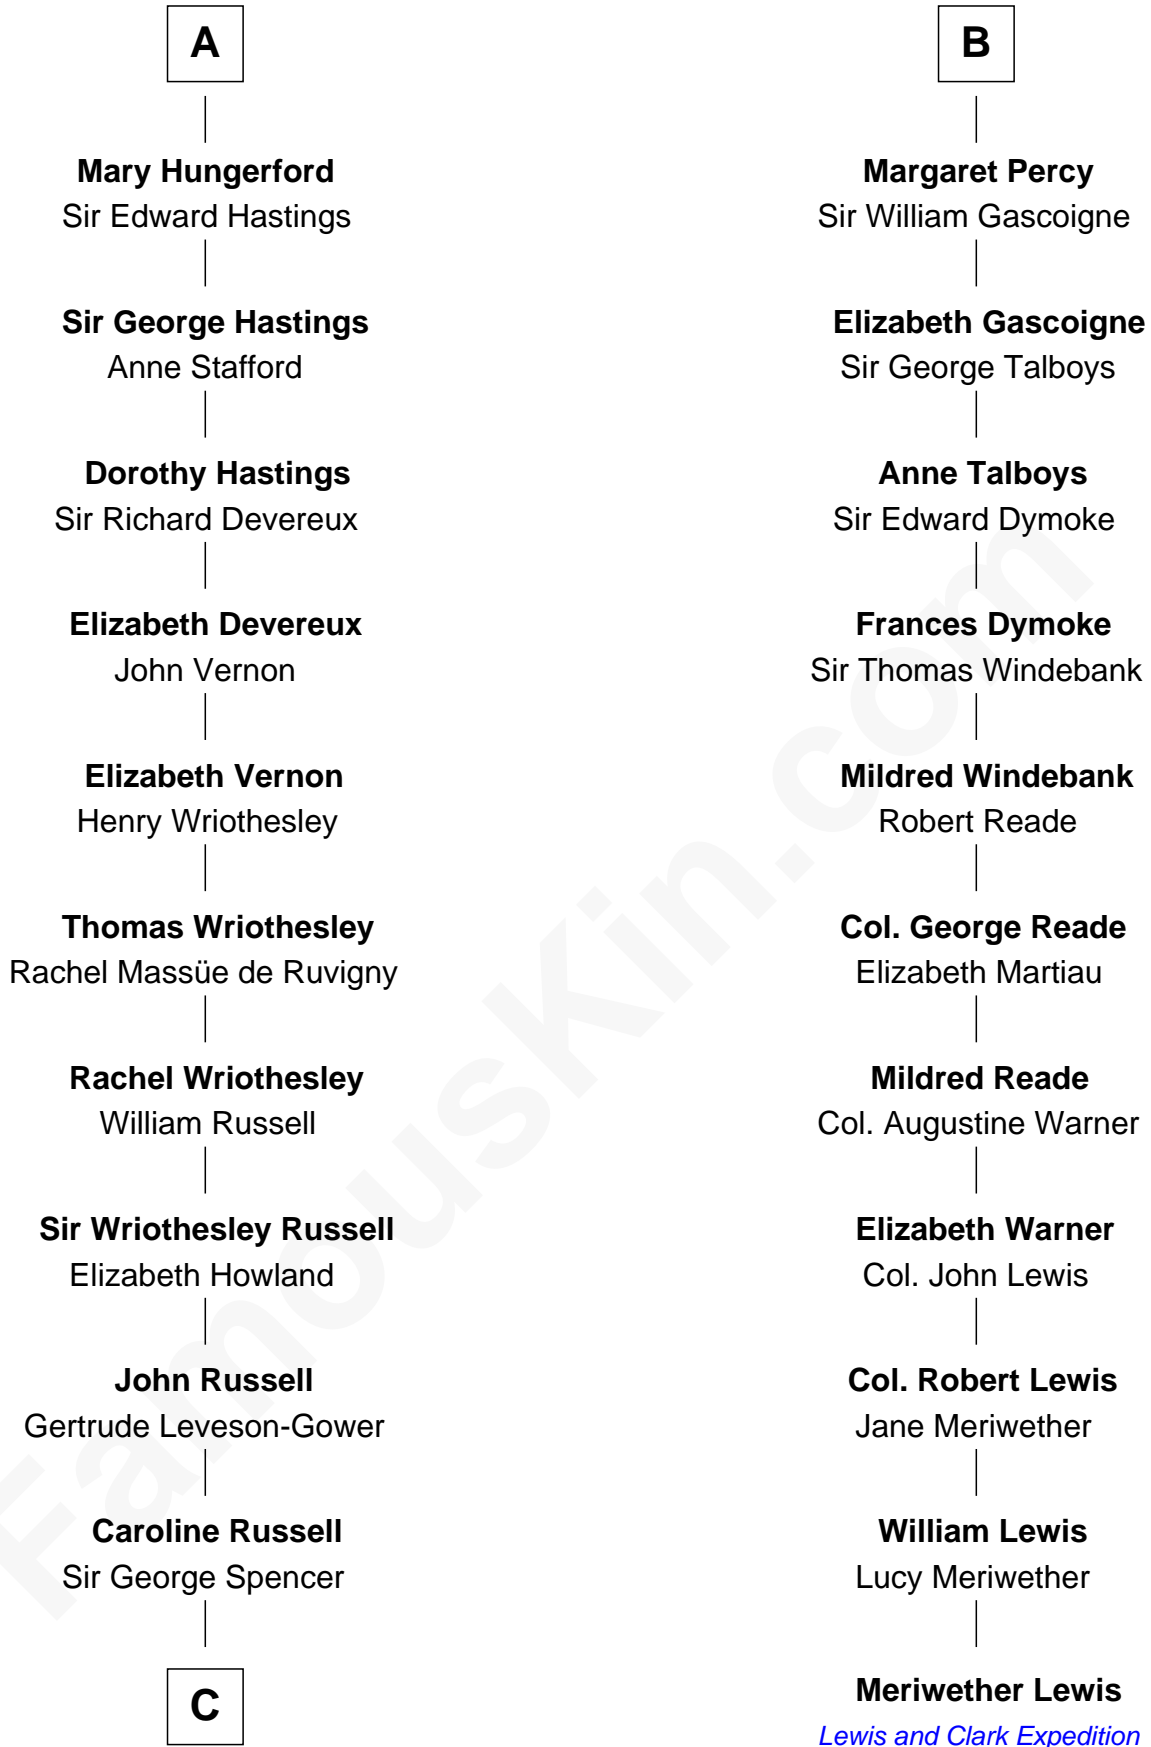 A
Mary Hungerford
Sir Edward Hastings
Sir George Hastings
Anne Stafford
Dorothy Hastings
Sir Richard Devereux
Elizabeth Devereux
John Vernon
Elizabeth Vernon
Henry Wriothesley
Thomas Wriothesley
Rachel Massüe de Ruvigny
Rachel Wriothesley
William Russell
Sir Wriothesley Russell
Elizabeth Howland
John Russell
Gertrude Leveson-Gower
Caroline Russell
Sir George Spencer
C
B
Margaret Percy
Sir William Gascoigne
Elizabeth Gascoigne
Sir George Talboys
Anne Talboys
Sir Edward Dymoke
Frances Dymoke
Sir Thomas Windebank
Mildred Windebank
Robert Reade
Col. George Reade
Elizabeth Martiau
Mildred Reade
Col. Augustine Warner
Elizabeth Warner
Col. John Lewis
Col. Robert Lewis
Jane Meriwether
William Lewis
Lucy Meriwether
Meriwether Lewis
Lewis and Clark Expedition
FamousKin.com